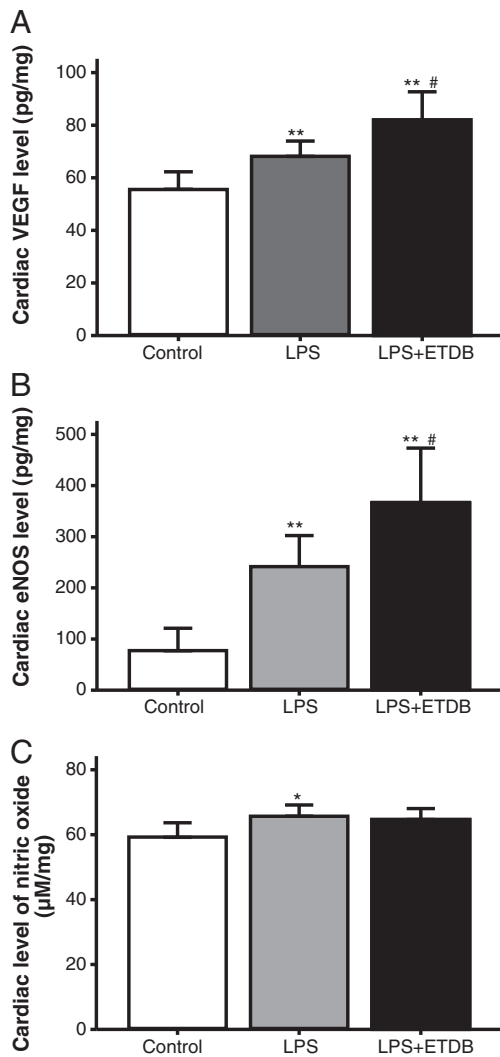 A
Cardiac VEGF level (pg/mg)
100
80
60
40
20
0
**
** #
Control
LPS
LPS+ETDB
B
Cardiac eNOS level (pg/mg)
500
400
300
200
100
0
**
** #
Control
LPS
LPS+ETDB
C
Cardiac level of nitric oxide
(µM/mg)
80
60
40
20
0
*
Control
LPS
LPS+ETDB